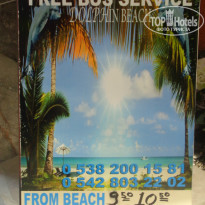 FREE BUS SERVICE
DOLPHIN BEACH
0 538 200 15 81
0 542 803 21 02
FROM BEACH 9 30 10 30
TOP Hotels